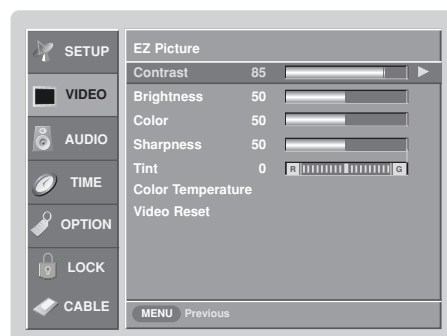 SETUP
VIDEO
AUDIO
TIME
OPTION
LOCK
CABLE
EZ Picture
Contrast 85
Brightness 50
Color 50
Sharpness 50
Tint 0 R G
Color Temperature
Video Reset
MENU Previous